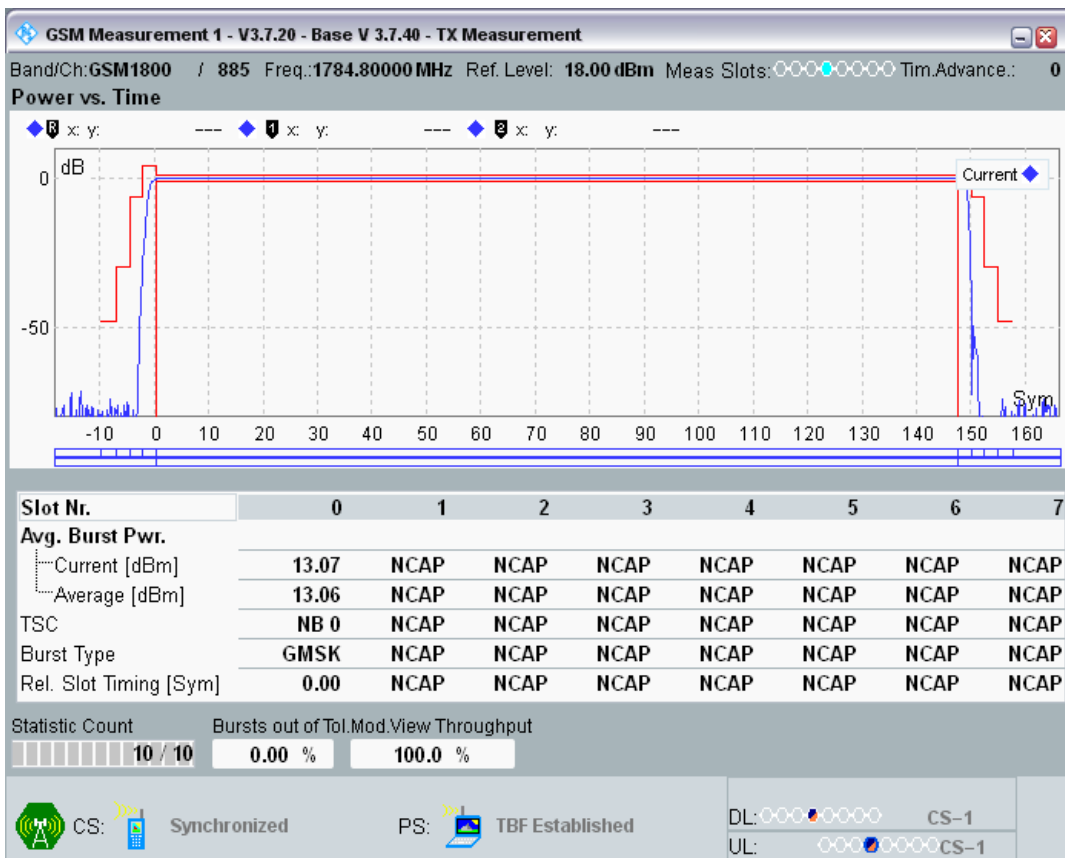 GSM Measurement 1 - V3.7.20 - Base V 3.7.40 - TX Measurement
Band/Ch:GSM1800 / 885 Freq.:1784.80000 MHz Ref. Level: 18.00 dBm Meas Slots: Tim.Advance.: 0
Power vs. Time
R x: y: --- 1 x: y: --- 2 x: y: ---
dB
Current
0
-50
Sym
-10 0 10 20 30 40 50 60 70 80 90 100 110 120 130 140 150 160
Slot Nr. 0 1 2 3 4 5 6 7
Avg. Burst Pwr.
Current [dBm] 13.07 NCAP NCAP NCAP NCAP NCAP NCAP NCAP
Average [dBm] 13.06 NCAP NCAP NCAP NCAP NCAP NCAP NCAP
TSC NB 0 NCAP NCAP NCAP NCAP NCAP NCAP NCAP
Burst Type GMSK NCAP NCAP NCAP NCAP NCAP NCAP NCAP
Rel. Slot Timing [Sym] 0.00 NCAP NCAP NCAP NCAP NCAP NCAP NCAP
Statistic Count Bursts out of Tol.Mod.View Throughput
10 / 10 0.00 % 100.0 %
CS: Synchronized PS: TBF Established DL: CS-1
UL: CS-1